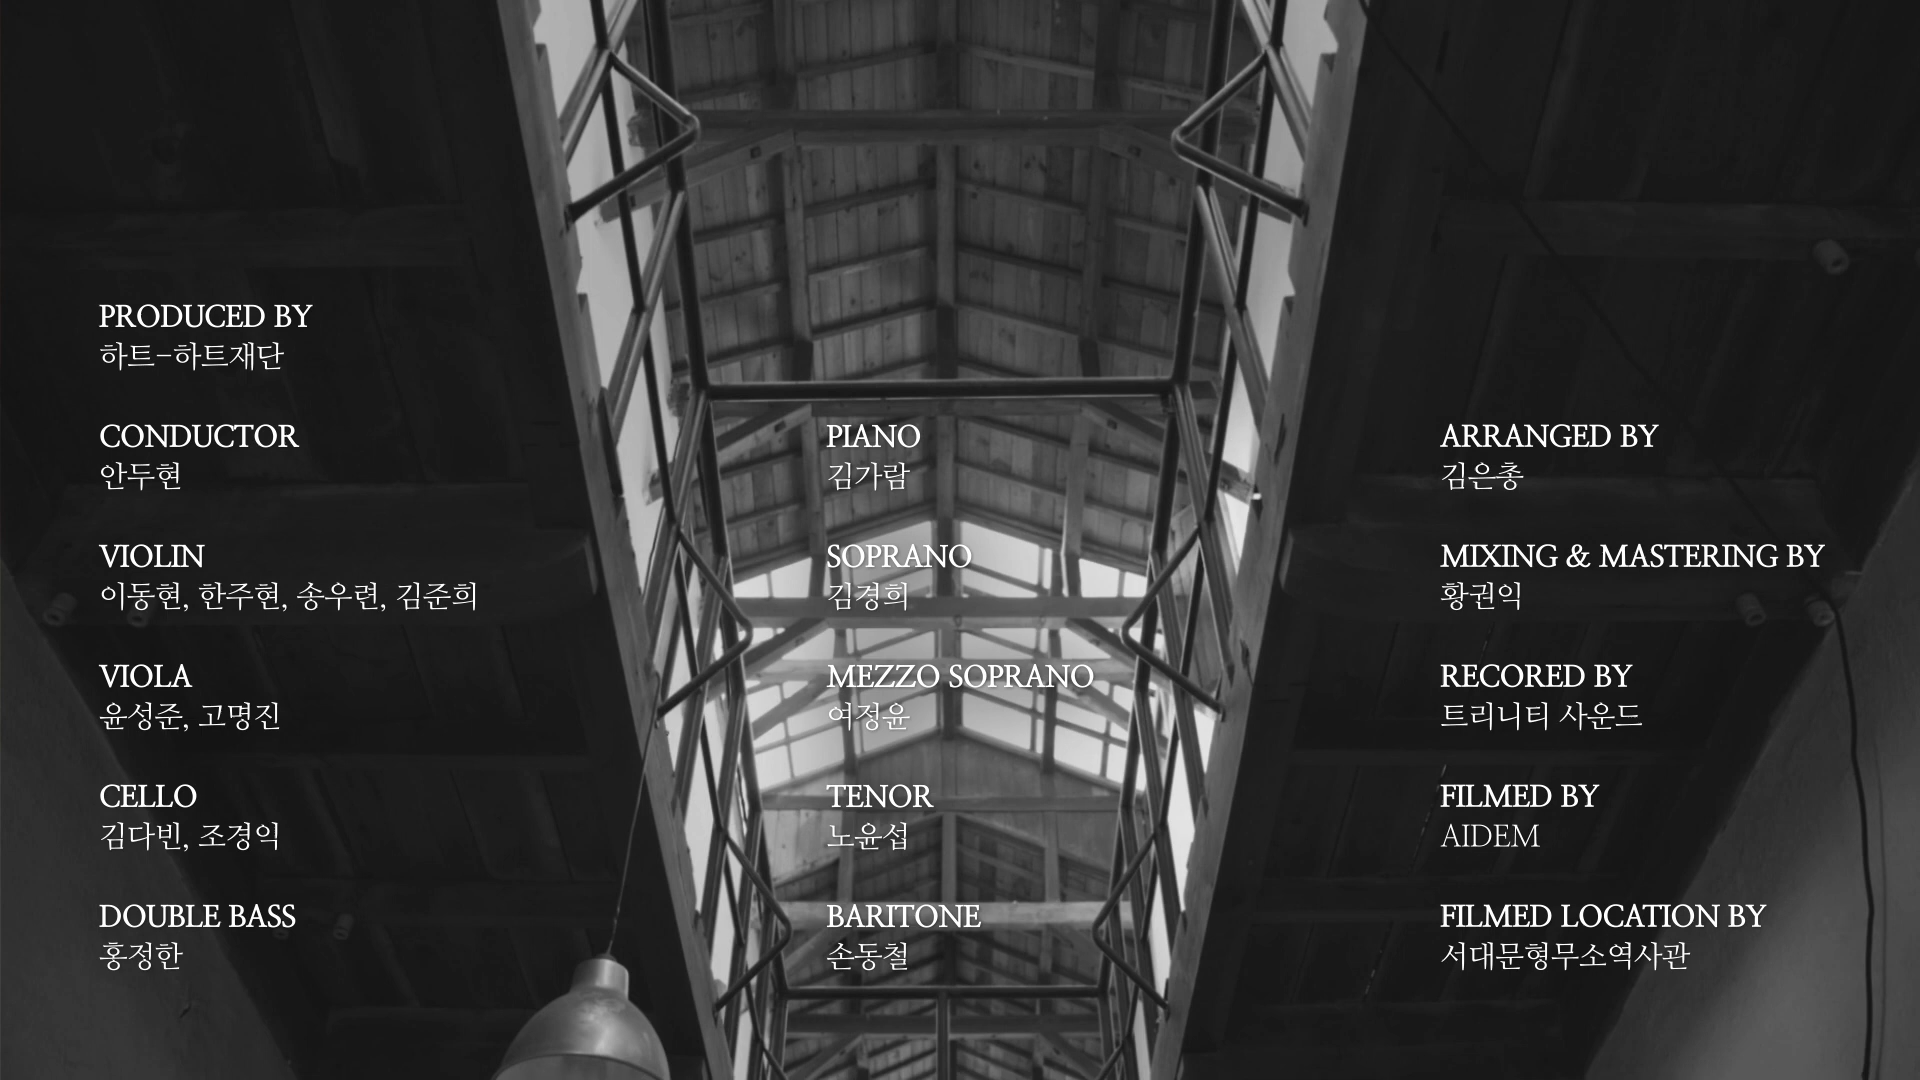 PRODUCED BY
하트-하트재단
CONDUCTOR
안두현
VIOLIN
이동현, 한주현, 송우련, 김준희
VIOLA
윤성준, 고명진
CELLO
김다빈, 조경익
DOUBLE BASS
홍정한
PIANO
김가람
SOPRANO
김경희
MEZZO SOPRANO
여정윤
TENOR
노윤섭
BARITONE
손동철
ARRANGED BY
김은총
MIXING & MASTERING BY
황권익
RECORED BY
트리니티 사운드
FILMED BY
AIDEM
FILMED LOCATION BY
서대문형무소역사관